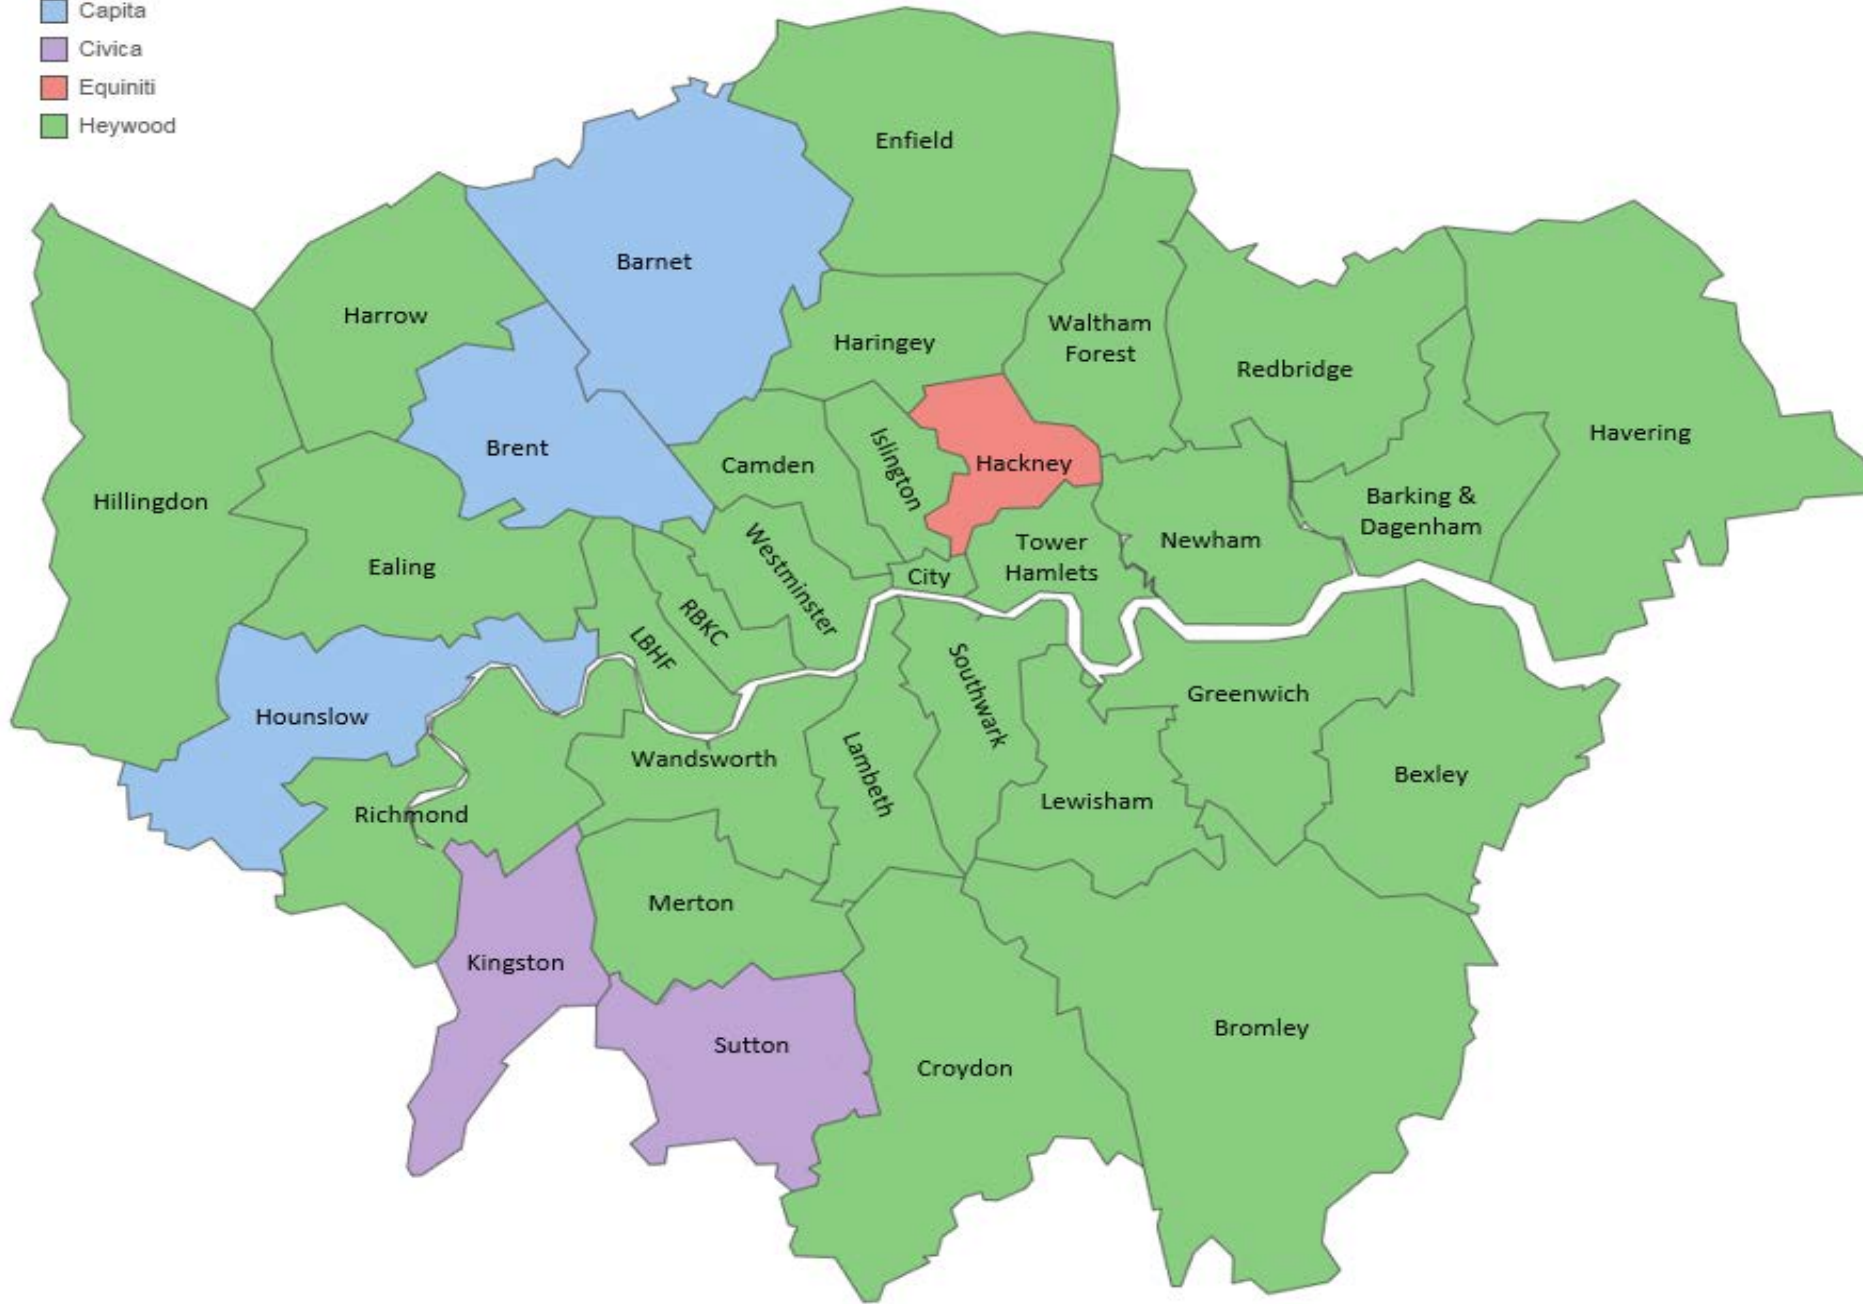 Capita
Civica
Equiniti
Heywood
Enfield
Barnet
Harrow
Haringey
Waltham
Forest
Redbridge
Havering
Brent
Camden
Islington
Hackney
Hillingdon
Barking &
Dagenham
Ealing
Westminster
City
Tower
Hamlets
Newham
RBKC
LBHF
Hounslow
Southwark
Greenwich
Richmond
Wandsworth
Lambeth
Lewisham
Bexley
Merton
Kingston
Sutton
Croydon
Bromley